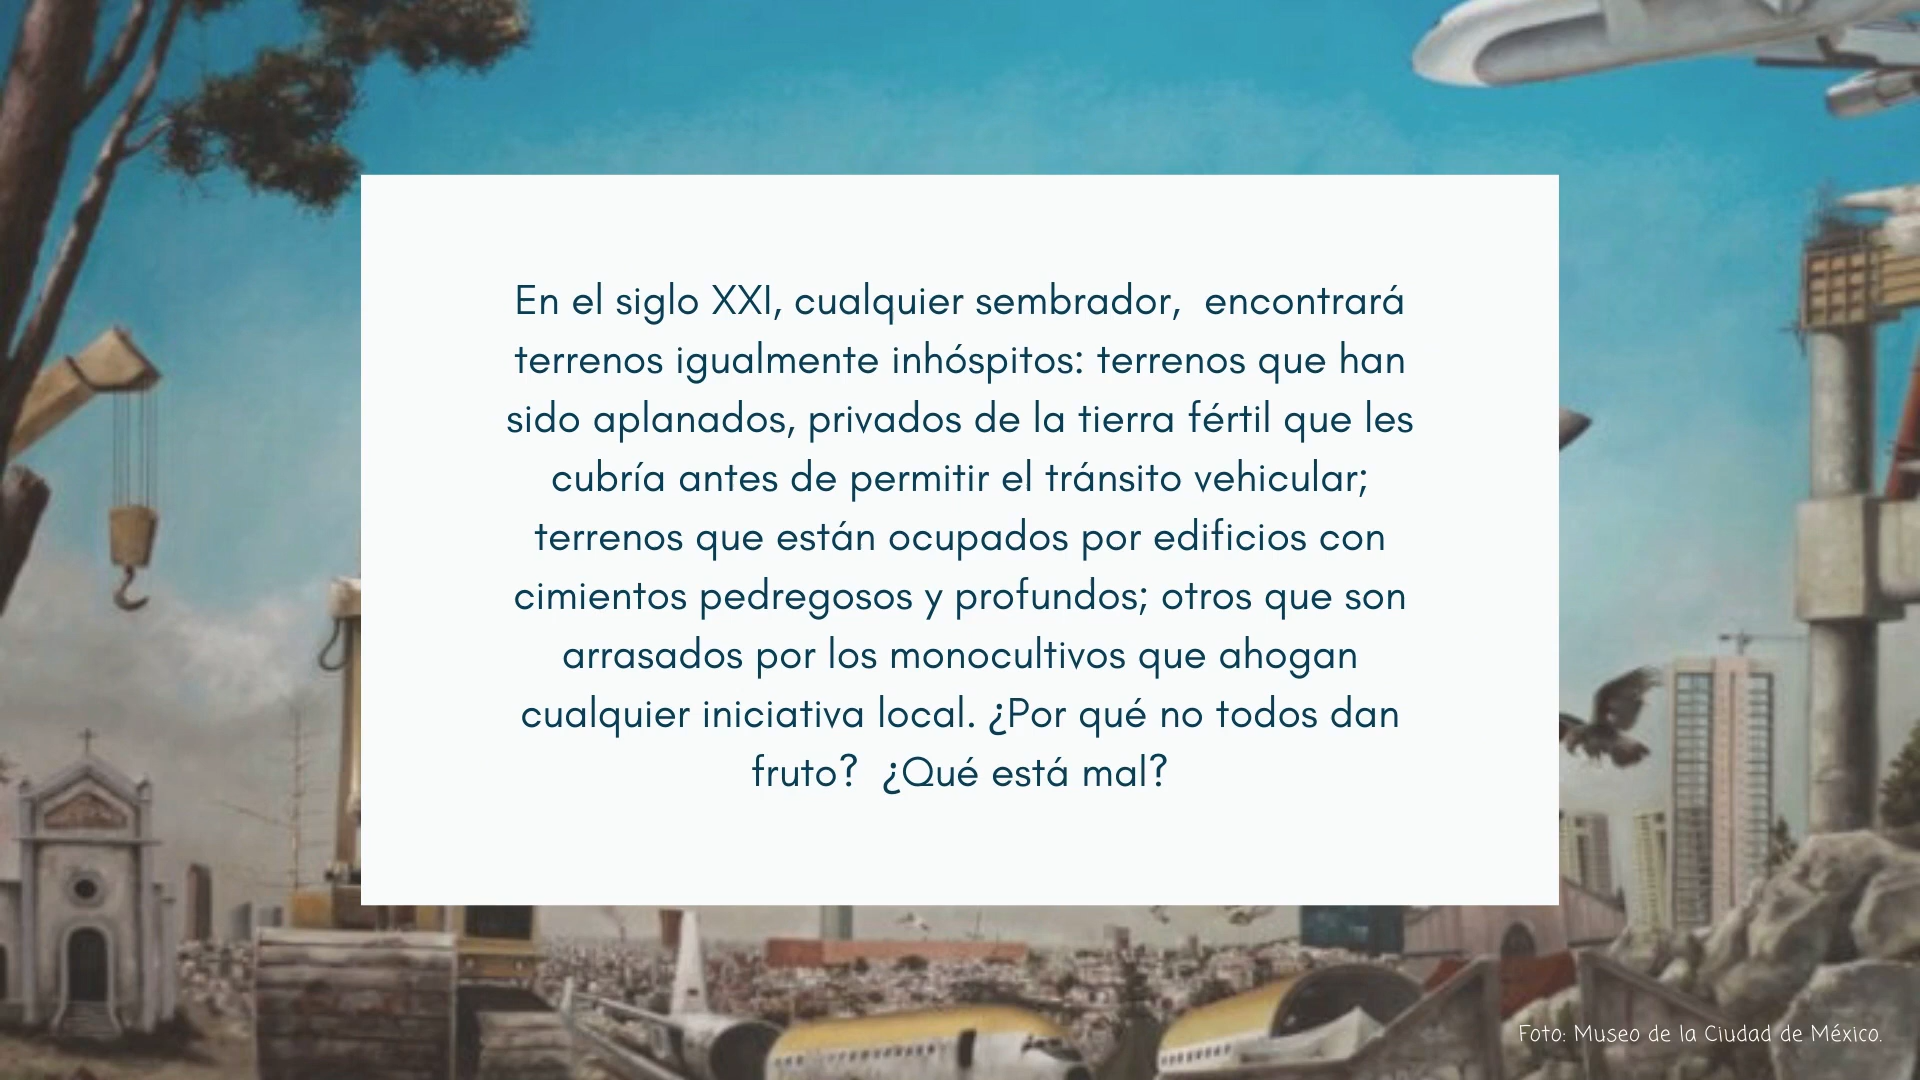 En el siglo XXI, cualquier sembrador,  encontrará
terrenos igualmente inhóspitos: terrenos que han
sido aplanados, privados de la tierra fértil que les
cubría antes de permitir el tránsito vehicular;
terrenos que están ocupados por edificios con
cimientos pedregosos y profundos; otros que son
arrasados por los monocultivos que ahogan
cualquier iniciativa local. ¿Por qué no todos dan
fruto?  ¿Qué está mal?
Foto: Museo de la Ciudad de México.